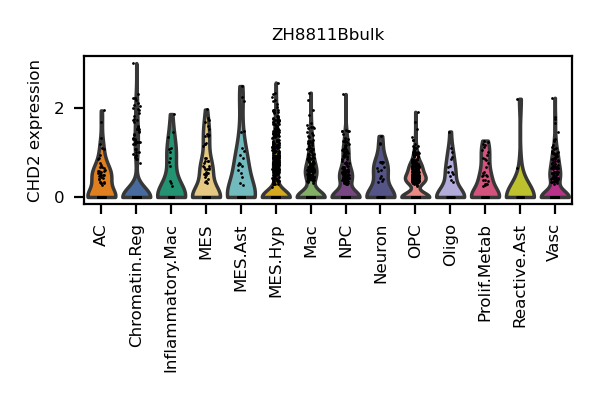 ZH8811Bbulk
CHD2 expression
2
0
AC
Chromatin.Reg
Inflammatory.Mac
MES
MES.Ast
MES.Hyp
Mac
NPC
Neuron
OPC
Oligo
Prolif.Metab
Reactive.Ast
Vasc